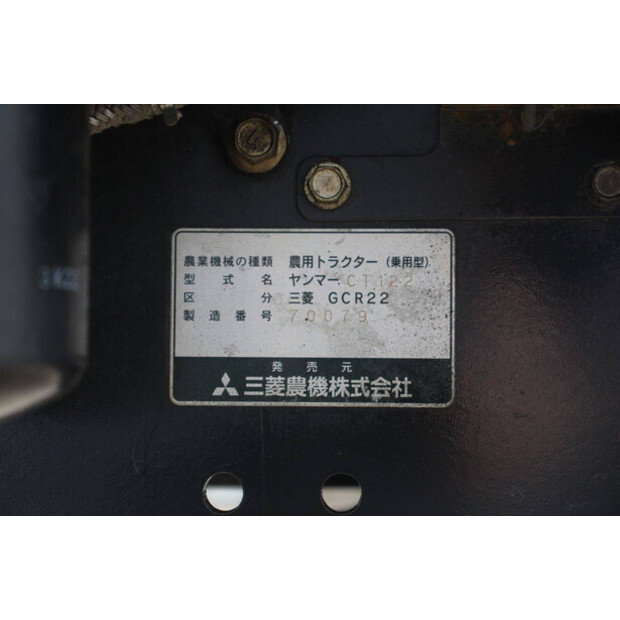 農業機械の種類 農用トラクター(乗用型)
型式名 ヤンマー CT122
区分 三菱 GCR22
製造番号 70079
発売元
三菱農機株式会社